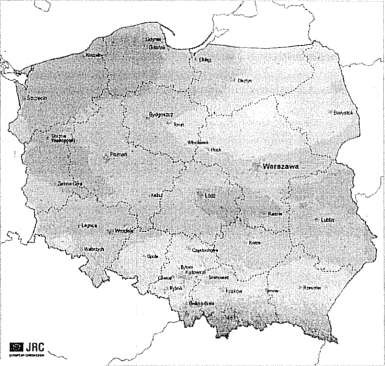 Gdynia
Gdańsk
Koszalin
Elbląg
Olsztyn
Szczecin
Białystok
Bydgoszcz
Toruń
Gorzów
Wielkopolski
Włocławek
Płock
Poznań
Warszawa
Zielona Góra
Kalisz
Łódź
Radom
Lublin
Legnica
Wrocław
Wałbrzych
Kielce
Częstochowa
Opole
Bytom
Gliwice
Katowice
Sosnowiec
Rybnik
Kraków
Tarnów
Rzeszów
Bielsko-Biała
JRC
EUROPEAN COMMISSION